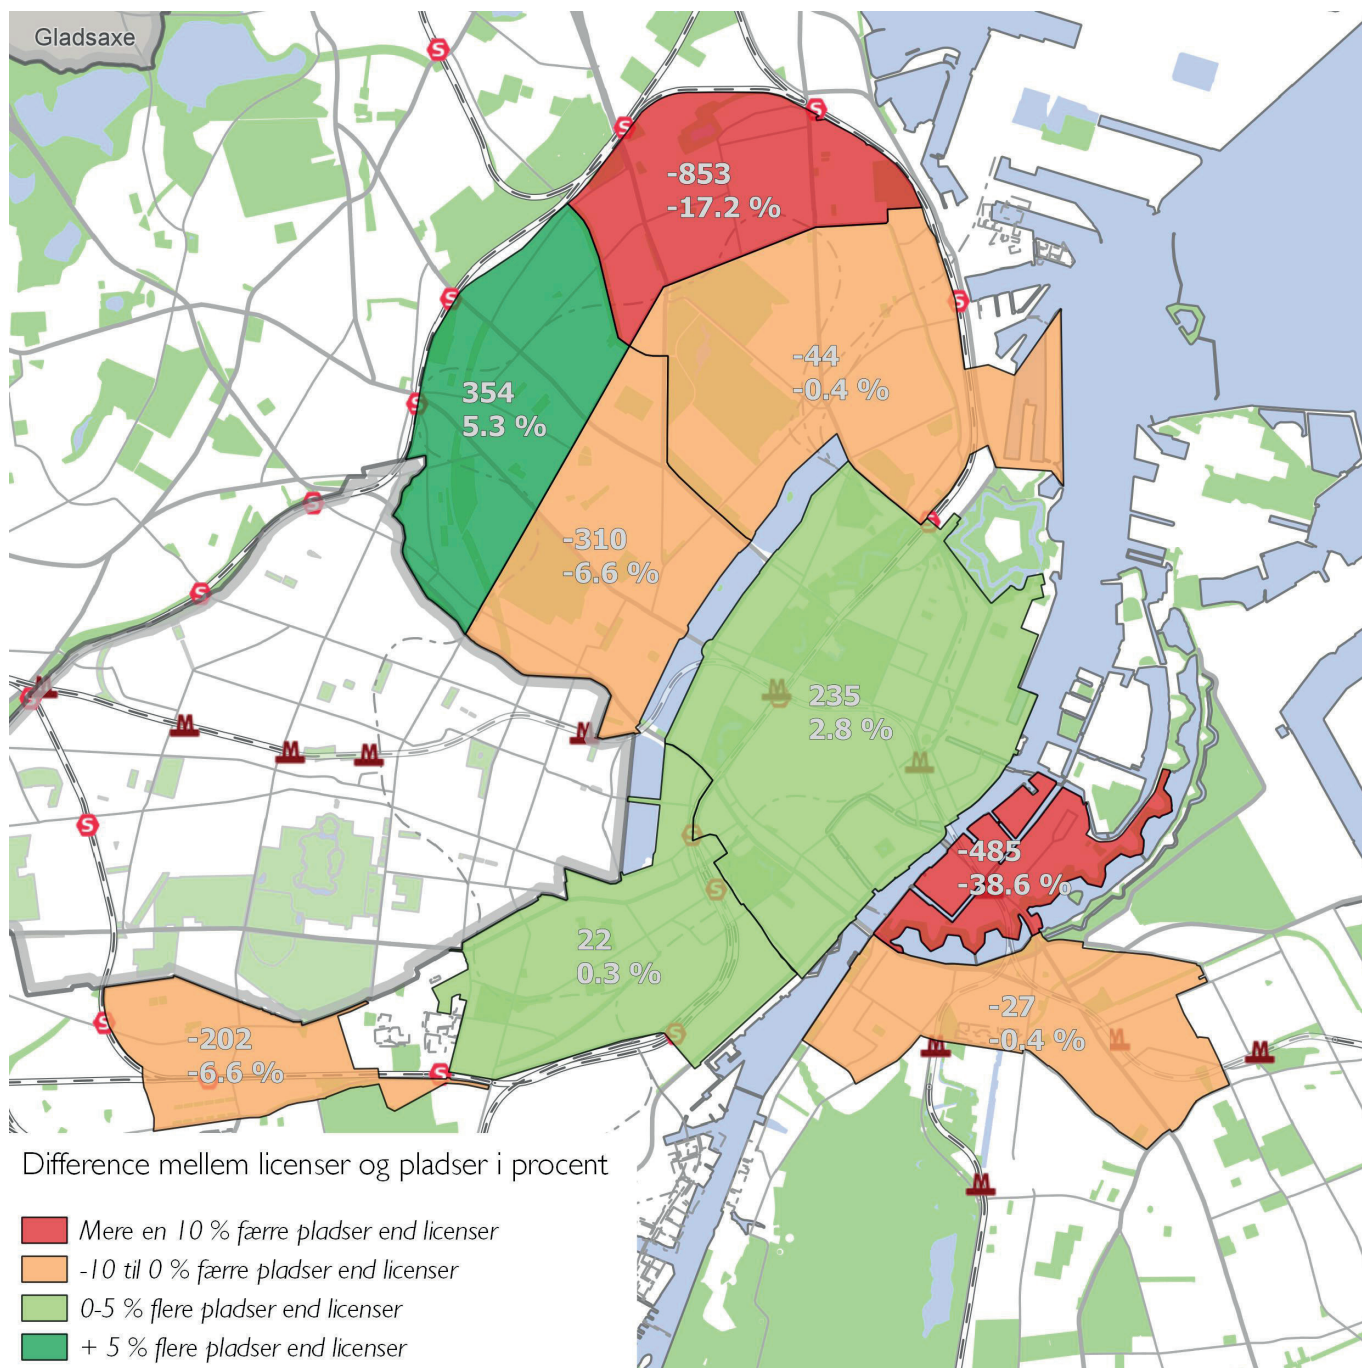 Gladsaxe
S
S
S
-853
-17.2 %
S
S
-44
-0.4 %
354
5.3 %
S
S
S
-310
-6.6 %
S
S
M
S
M
235
2.8 %
M
M
M
M
M
S
S
-485
-38.6 %
S
22
0.3 %
-27
-0.4 %
S
-202
-6.6 %
S
M
M
M
S
S
M
Difference mellem licenser og pladser i procent
Mere en 10 % færre pladser end licenser
-10 til 0 % færre pladser end licenser
0-5 % flere pladser end licenser
+ 5 % flere pladser end licenser